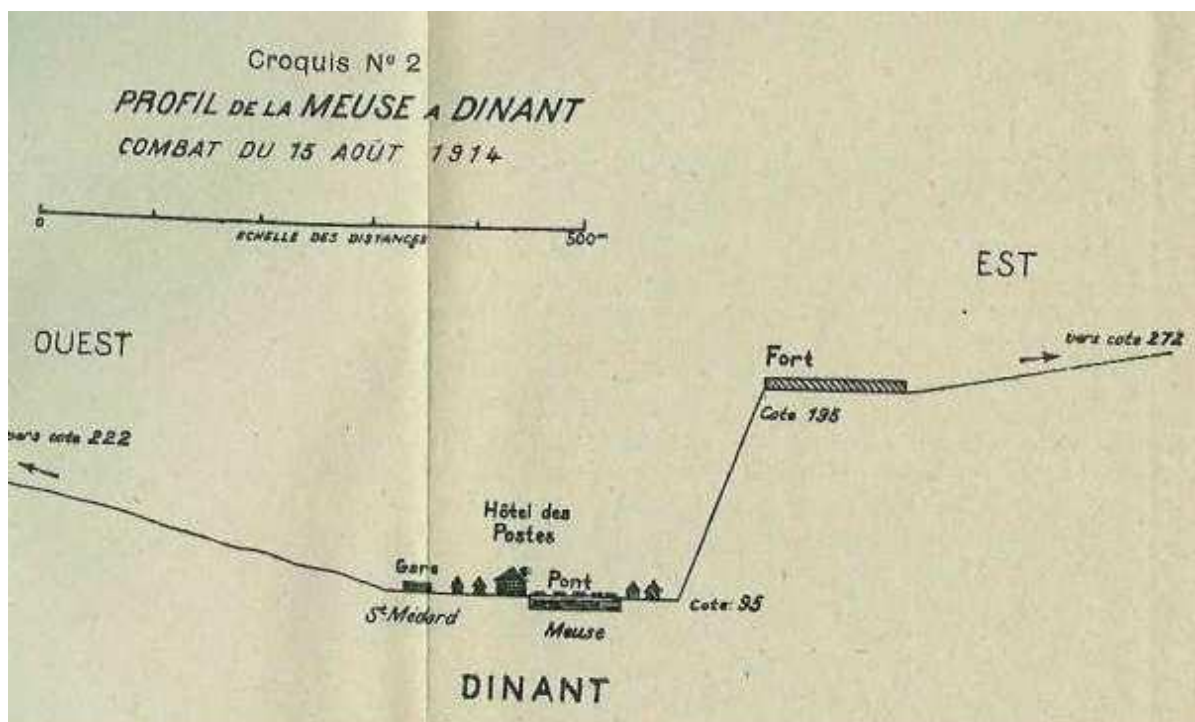 Croquis Nº 2
PROFIL DE LA MEUSE A DINANT
COMBAT DU 15 AOÛT 1914
0 500m
ECHELLE DES DISTANCES
EST
OUEST
vers cote 272
Fort
Cote 195
vers cote 222
Hôtel des
Postes
Gare
Pont
St Médard
Cote: 95
Meuse
DINANT